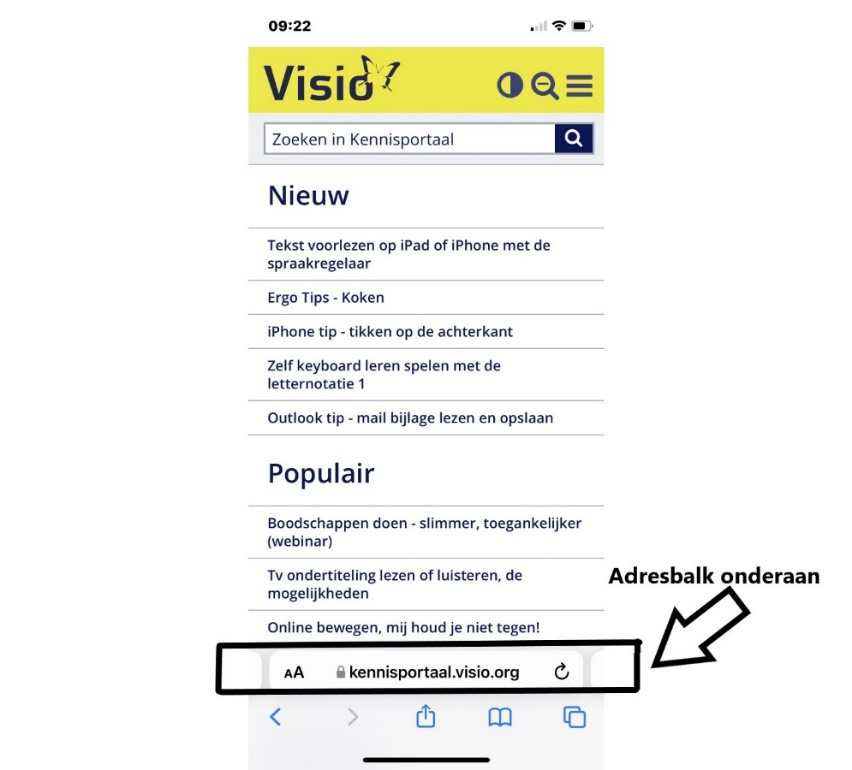 09:22
Visio
Zoeken in Kennisportaal
Nieuw
Tekst voorlezen op iPad of iPhone met de
spraakregelaar
Ergo Tips - Koken
iPhone tip - tikken op de achterkant
Zelf keyboard leren spelen met de
letternotatie 1
Outlook tip - mail bijlage lezen en opslaan
Populair
Boodschappen doen - slimmer, toegankelijker
(webinar)
Tv ondertiteling lezen of luisteren, de
mogelijkheden
Adresbalk onderaan
Online bewegen, mij houd je niet tegen!
AA kennisportaal.visio.org